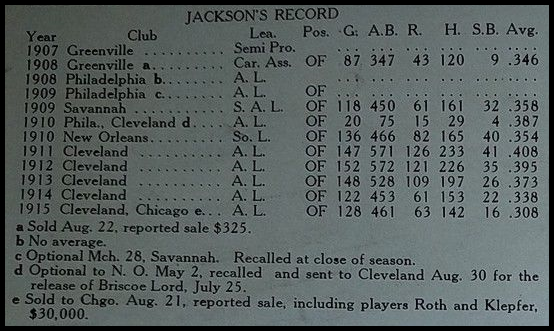 JACKSON'S RECORD
Year Club Lea. Pos. G. A.B. R. H. S.B. Avg.
1907 Greenville .......... Semi Pro. ... ... ... ... ... ... ...
1908 Greenville a......... Car. Ass. OF 87 347 43 120 9 .346
1908 Philadelphia b....... A. L. ... ... ... ... ... ... ...
1909 Philadelphia c....... A. L. OF ... ... ... ... ... ...
1909 Savannah ............ S. A. L. OF 118 450 61 161 32 .358
1910 Phila., Cleveland d.... A. L. OF 20 75 15 29 4 .387
1910 New Orleans.......... So. L. OF 136 466 82 165 40 .354
1911 Cleveland .......... A. L. OF 147 571 126 233 41 .408
1912 Cleveland .......... A. L. OF 152 572 121 226 35 .395
1913 Cleveland .......... A. L. OF 148 528 109 197 26 .373
1914 Cleveland .......... A. L. OF 122 453 61 153 22 .338
1915 Cleveland, Chicago e... A. L. OF 128 461 63 142 16 .308
a Sold Aug. 22, reported sale $325.
b No average.
c Optional Mch. 28, Savannah. Recalled at close of season.
d Optional to N. O. May 2, recalled and sent to Cleveland Aug. 30 for the
release of Briscoe Lord, July 25.
e Sold to Chgo. Aug. 21, reported sale, including players Roth and Klepfer,
$30,000.